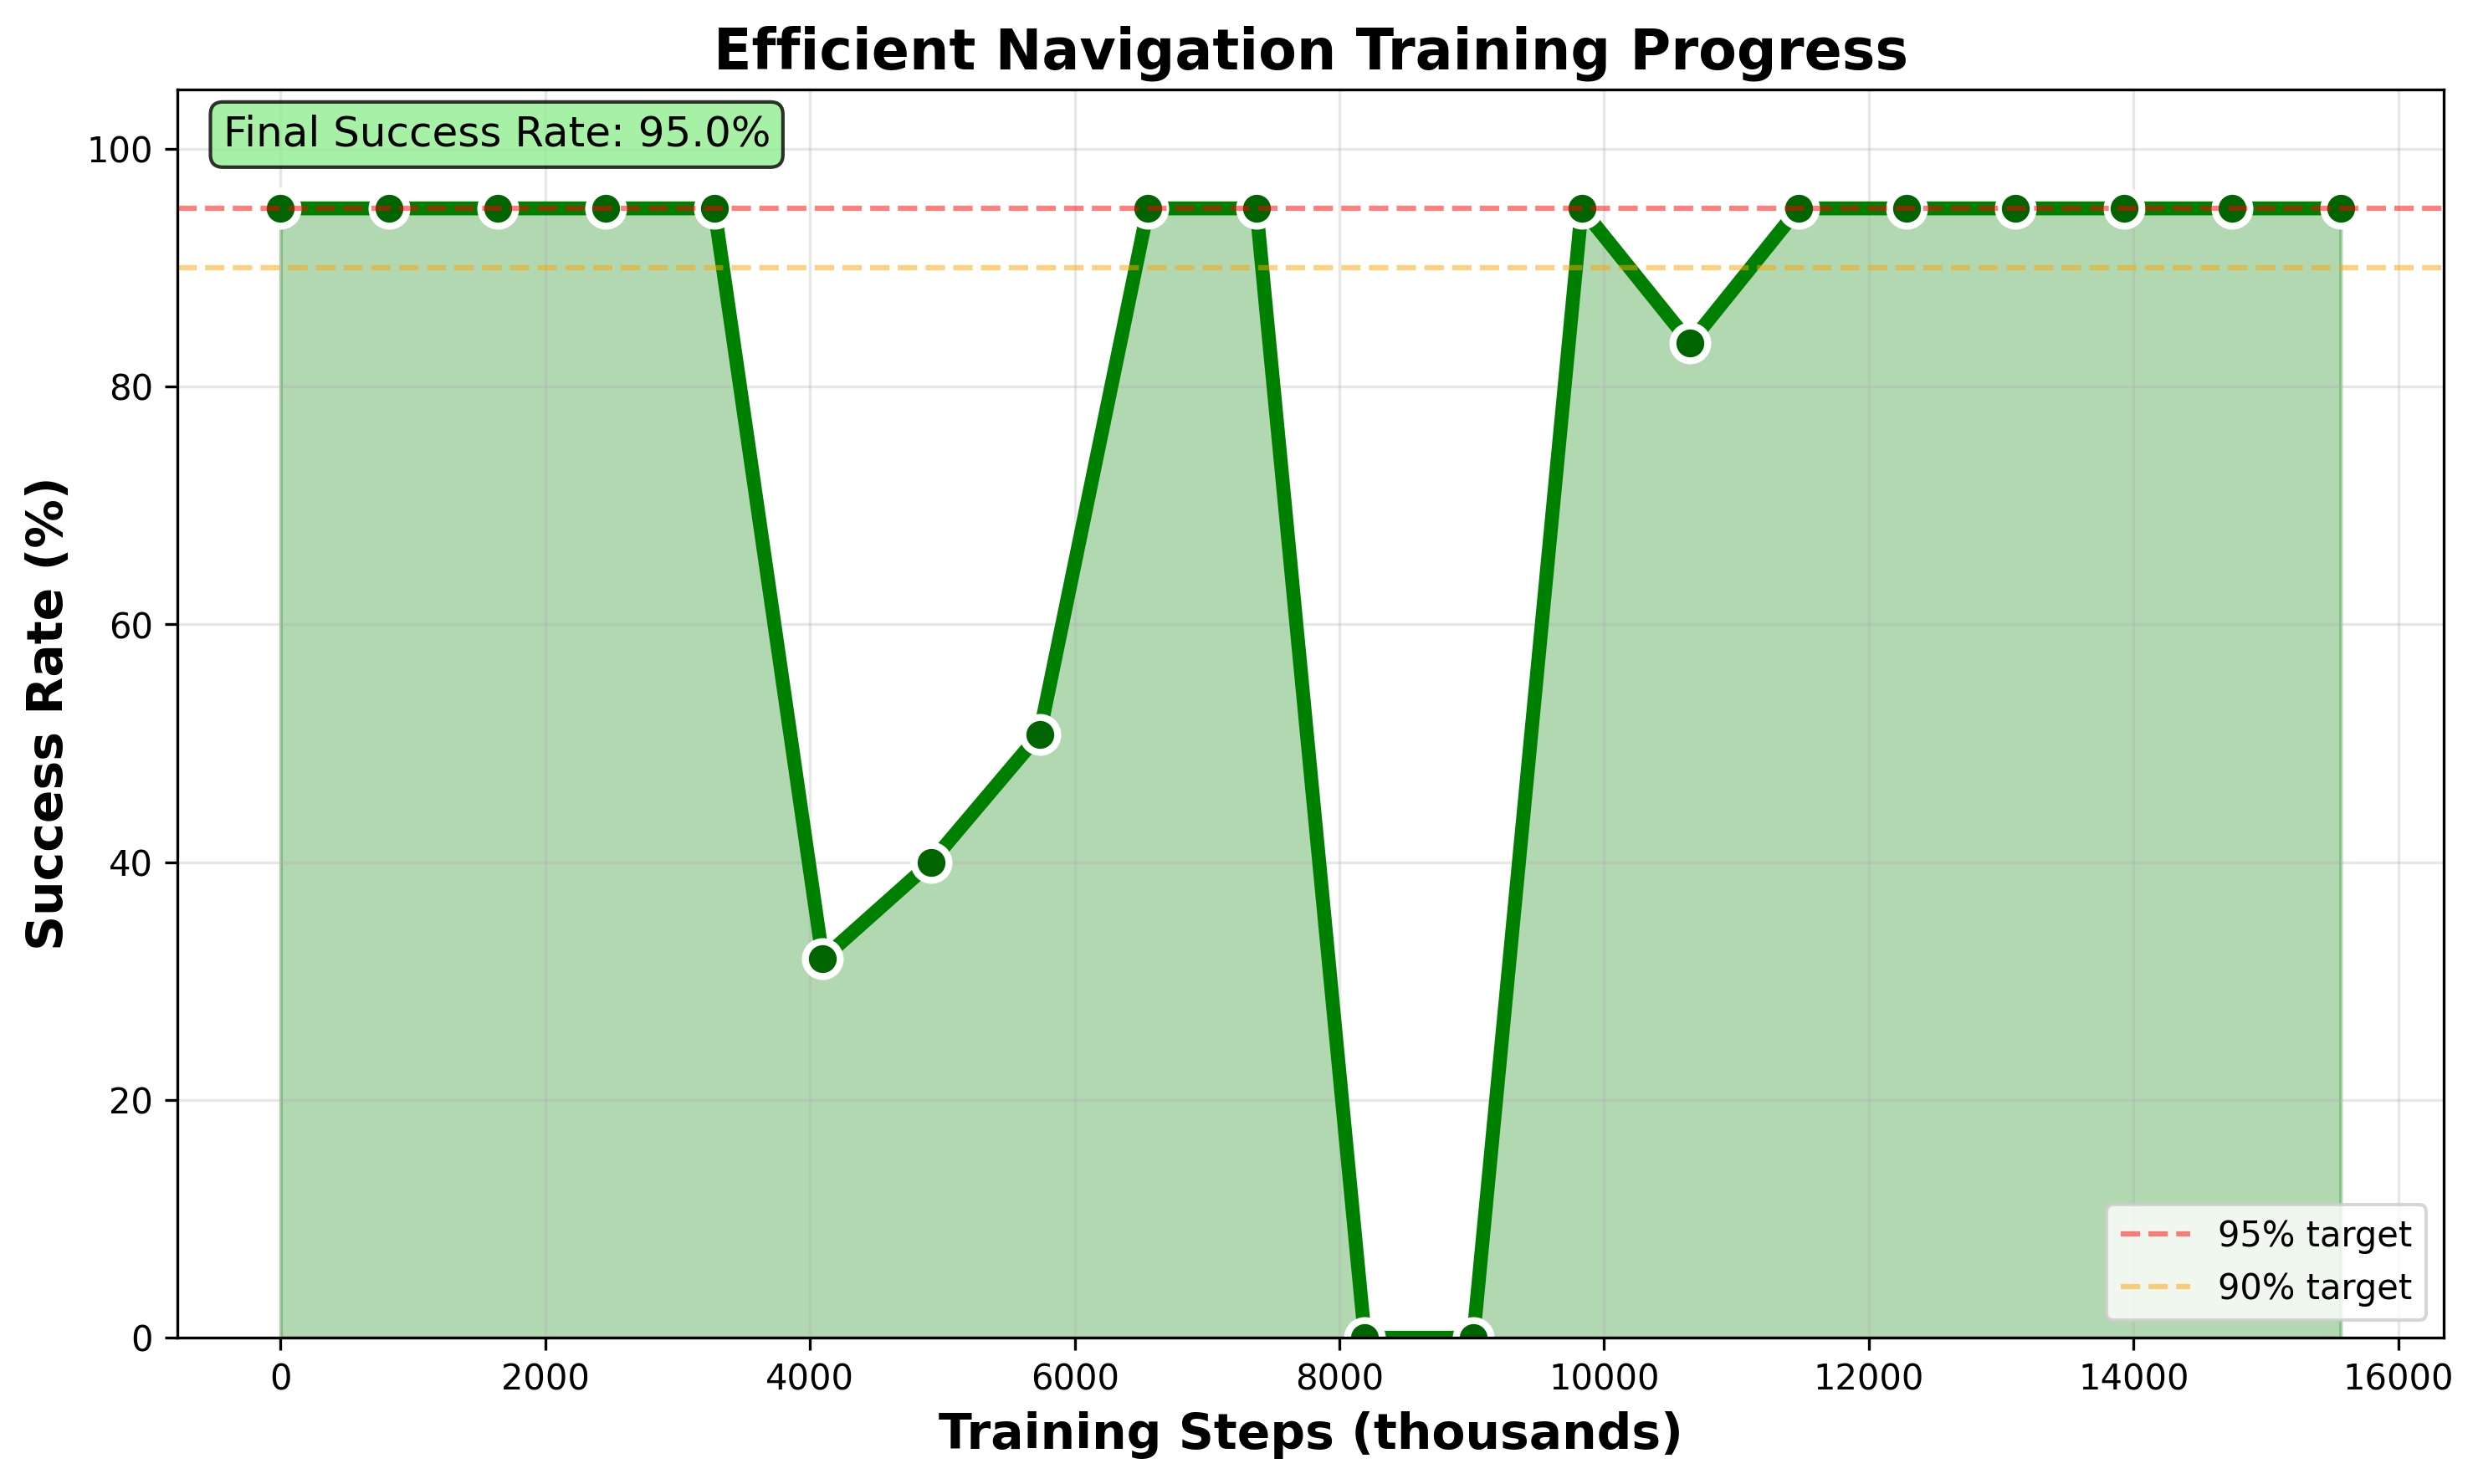 Efficient Navigation Training Progress
Final Success Rate: 95.0%
Success Rate (%)
100
80
60
40
20
0
0 2000 4000 6000 8000 10000 12000 14000 16000
Training Steps (thousands)
95% target
90% target